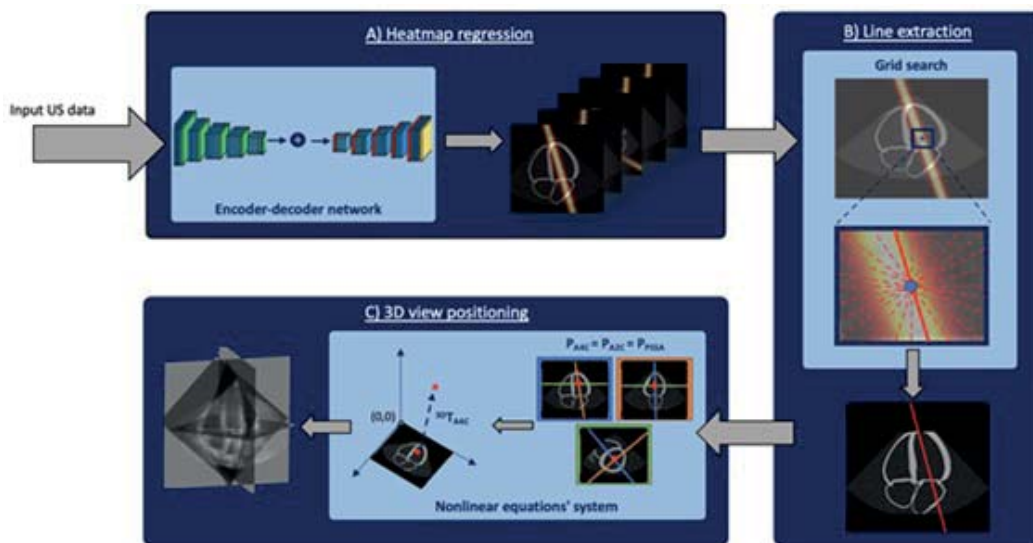 A) Heatmap regression
B) Line extraction
Grid search
Input US data
Encoder-decoder network
C) 3D view positioning
P_A4C = P_A2C = P_PSSA
(0,0)
³ᴰT_A4C
Nonlinear equations' system